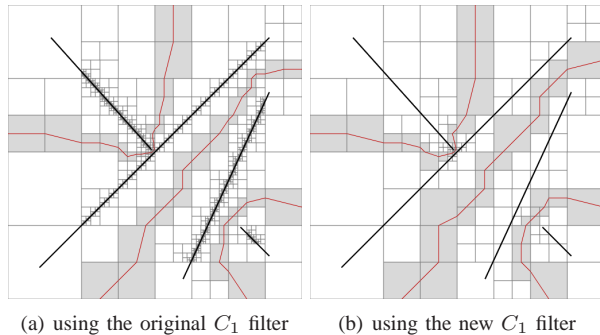 (a) using the original C₁ filter
(b) using the new C₁ filter